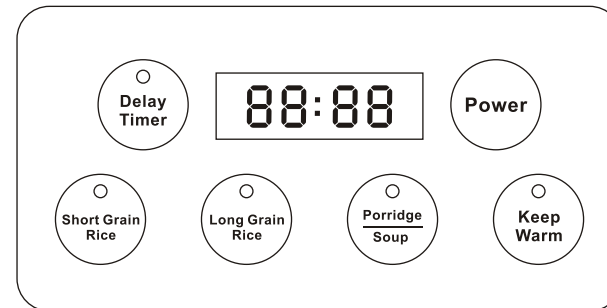 Delay
Timer
88:88
Power
Short Grain
Rice
Long Grain
Rice
Porridge
Soup
Keep
Warm